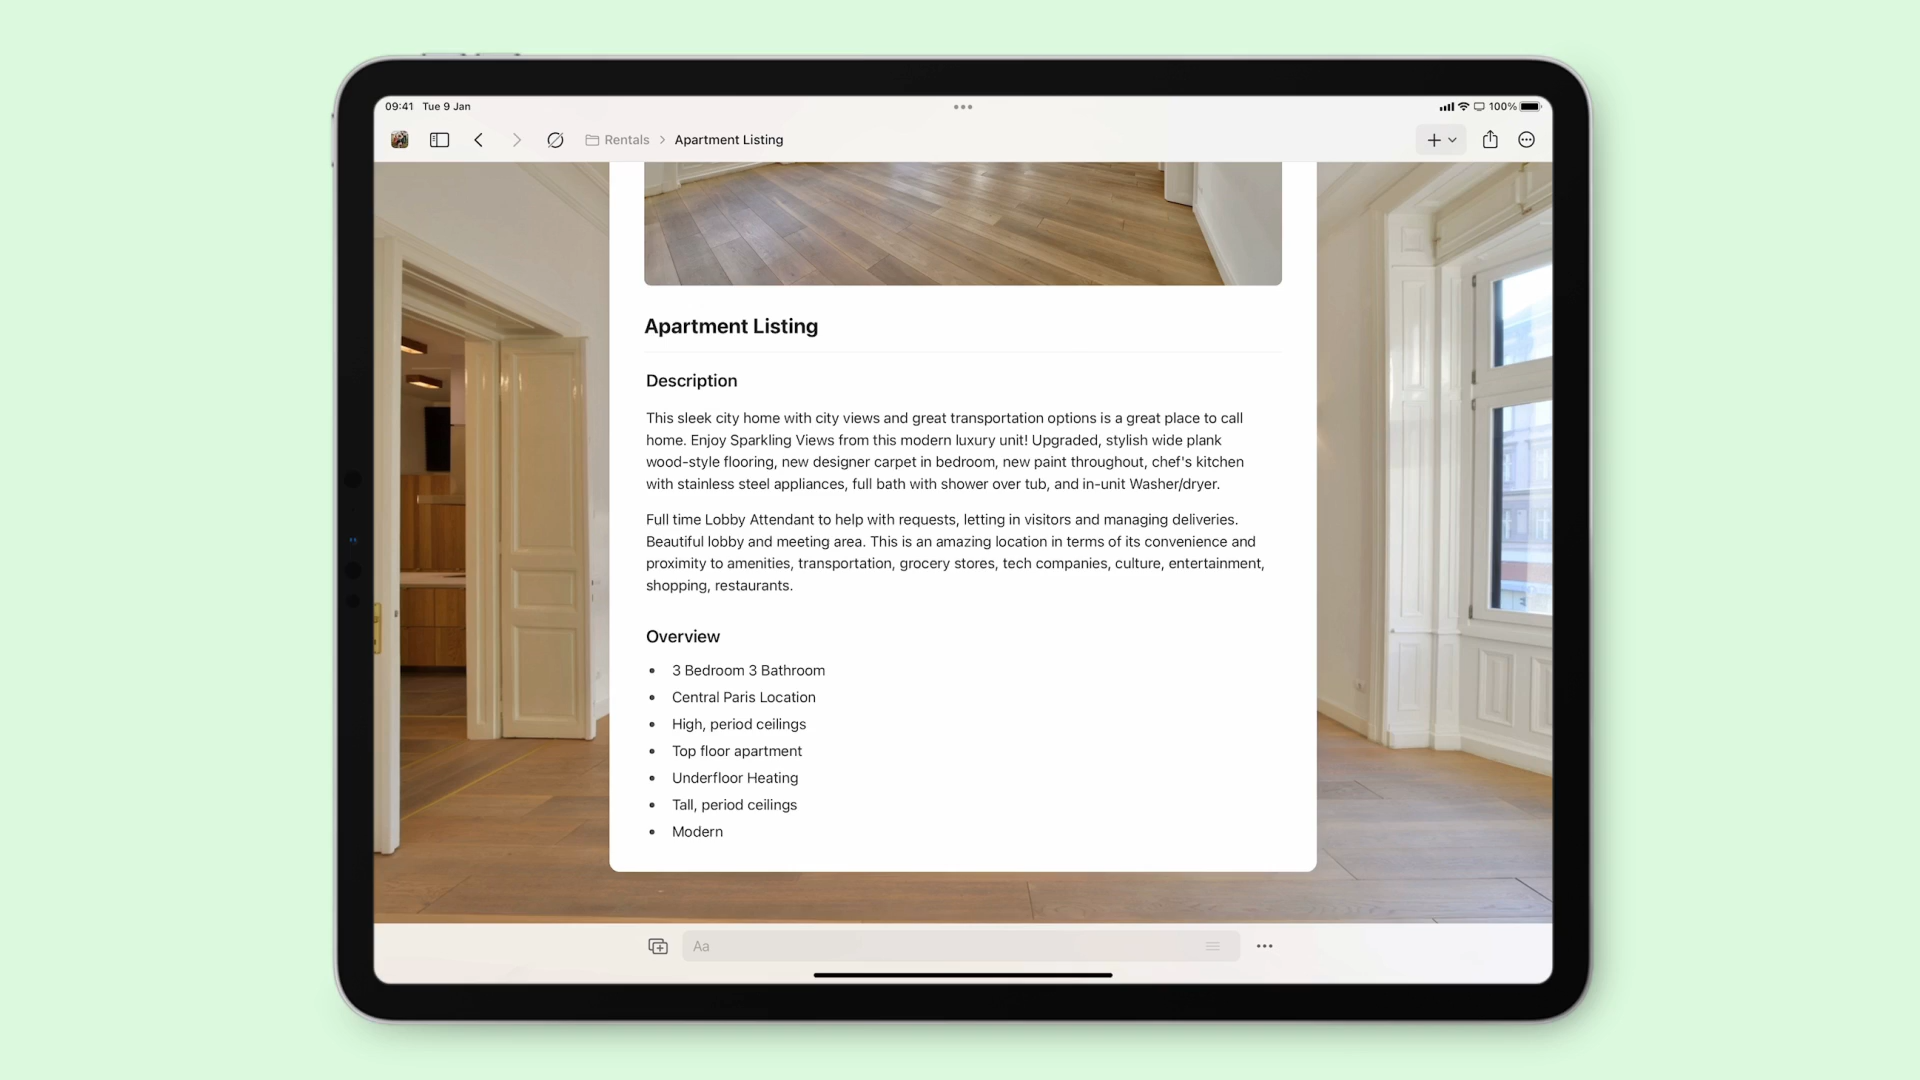 09:41 Tue 9 Jan
100%
Rentals > Apartment Listing
Apartment Listing
Description
This sleek city home with city views and great transportation options is a great place to call
home. Enjoy Sparkling Views from this modern luxury unit! Upgraded, stylish wide plank
wood-style flooring, new designer carpet in bedroom, new paint throughout, chef's kitchen
with stainless steel appliances, full bath with shower over tub, and in-unit Washer/dryer.
Full time Lobby Attendant to help with requests, letting in visitors and managing deliveries.
Beautiful lobby and meeting area. This is an amazing location in terms of its convenience and
proximity to amenities, transportation, grocery stores, tech companies, culture, entertainment,
shopping, restaurants.
Overview
• 3 Bedroom 3 Bathroom
• Central Paris Location
• High, period ceilings
• Top floor apartment
• Underfloor Heating
• Tall, period ceilings
• Modern
Aa